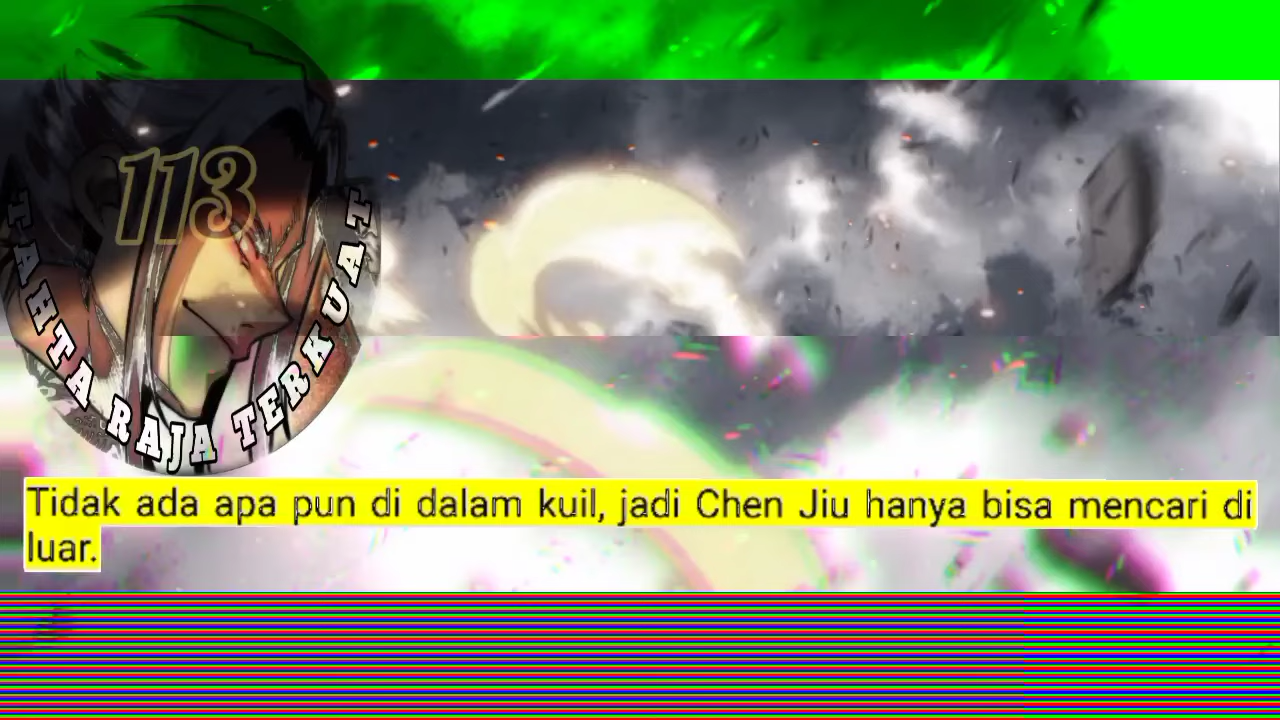 113
TAHTA RAJA TERKUAT
Tidak ada apa pun di dalam kuil, jadi Chen Jiu hanya bisa mencari di
luar.